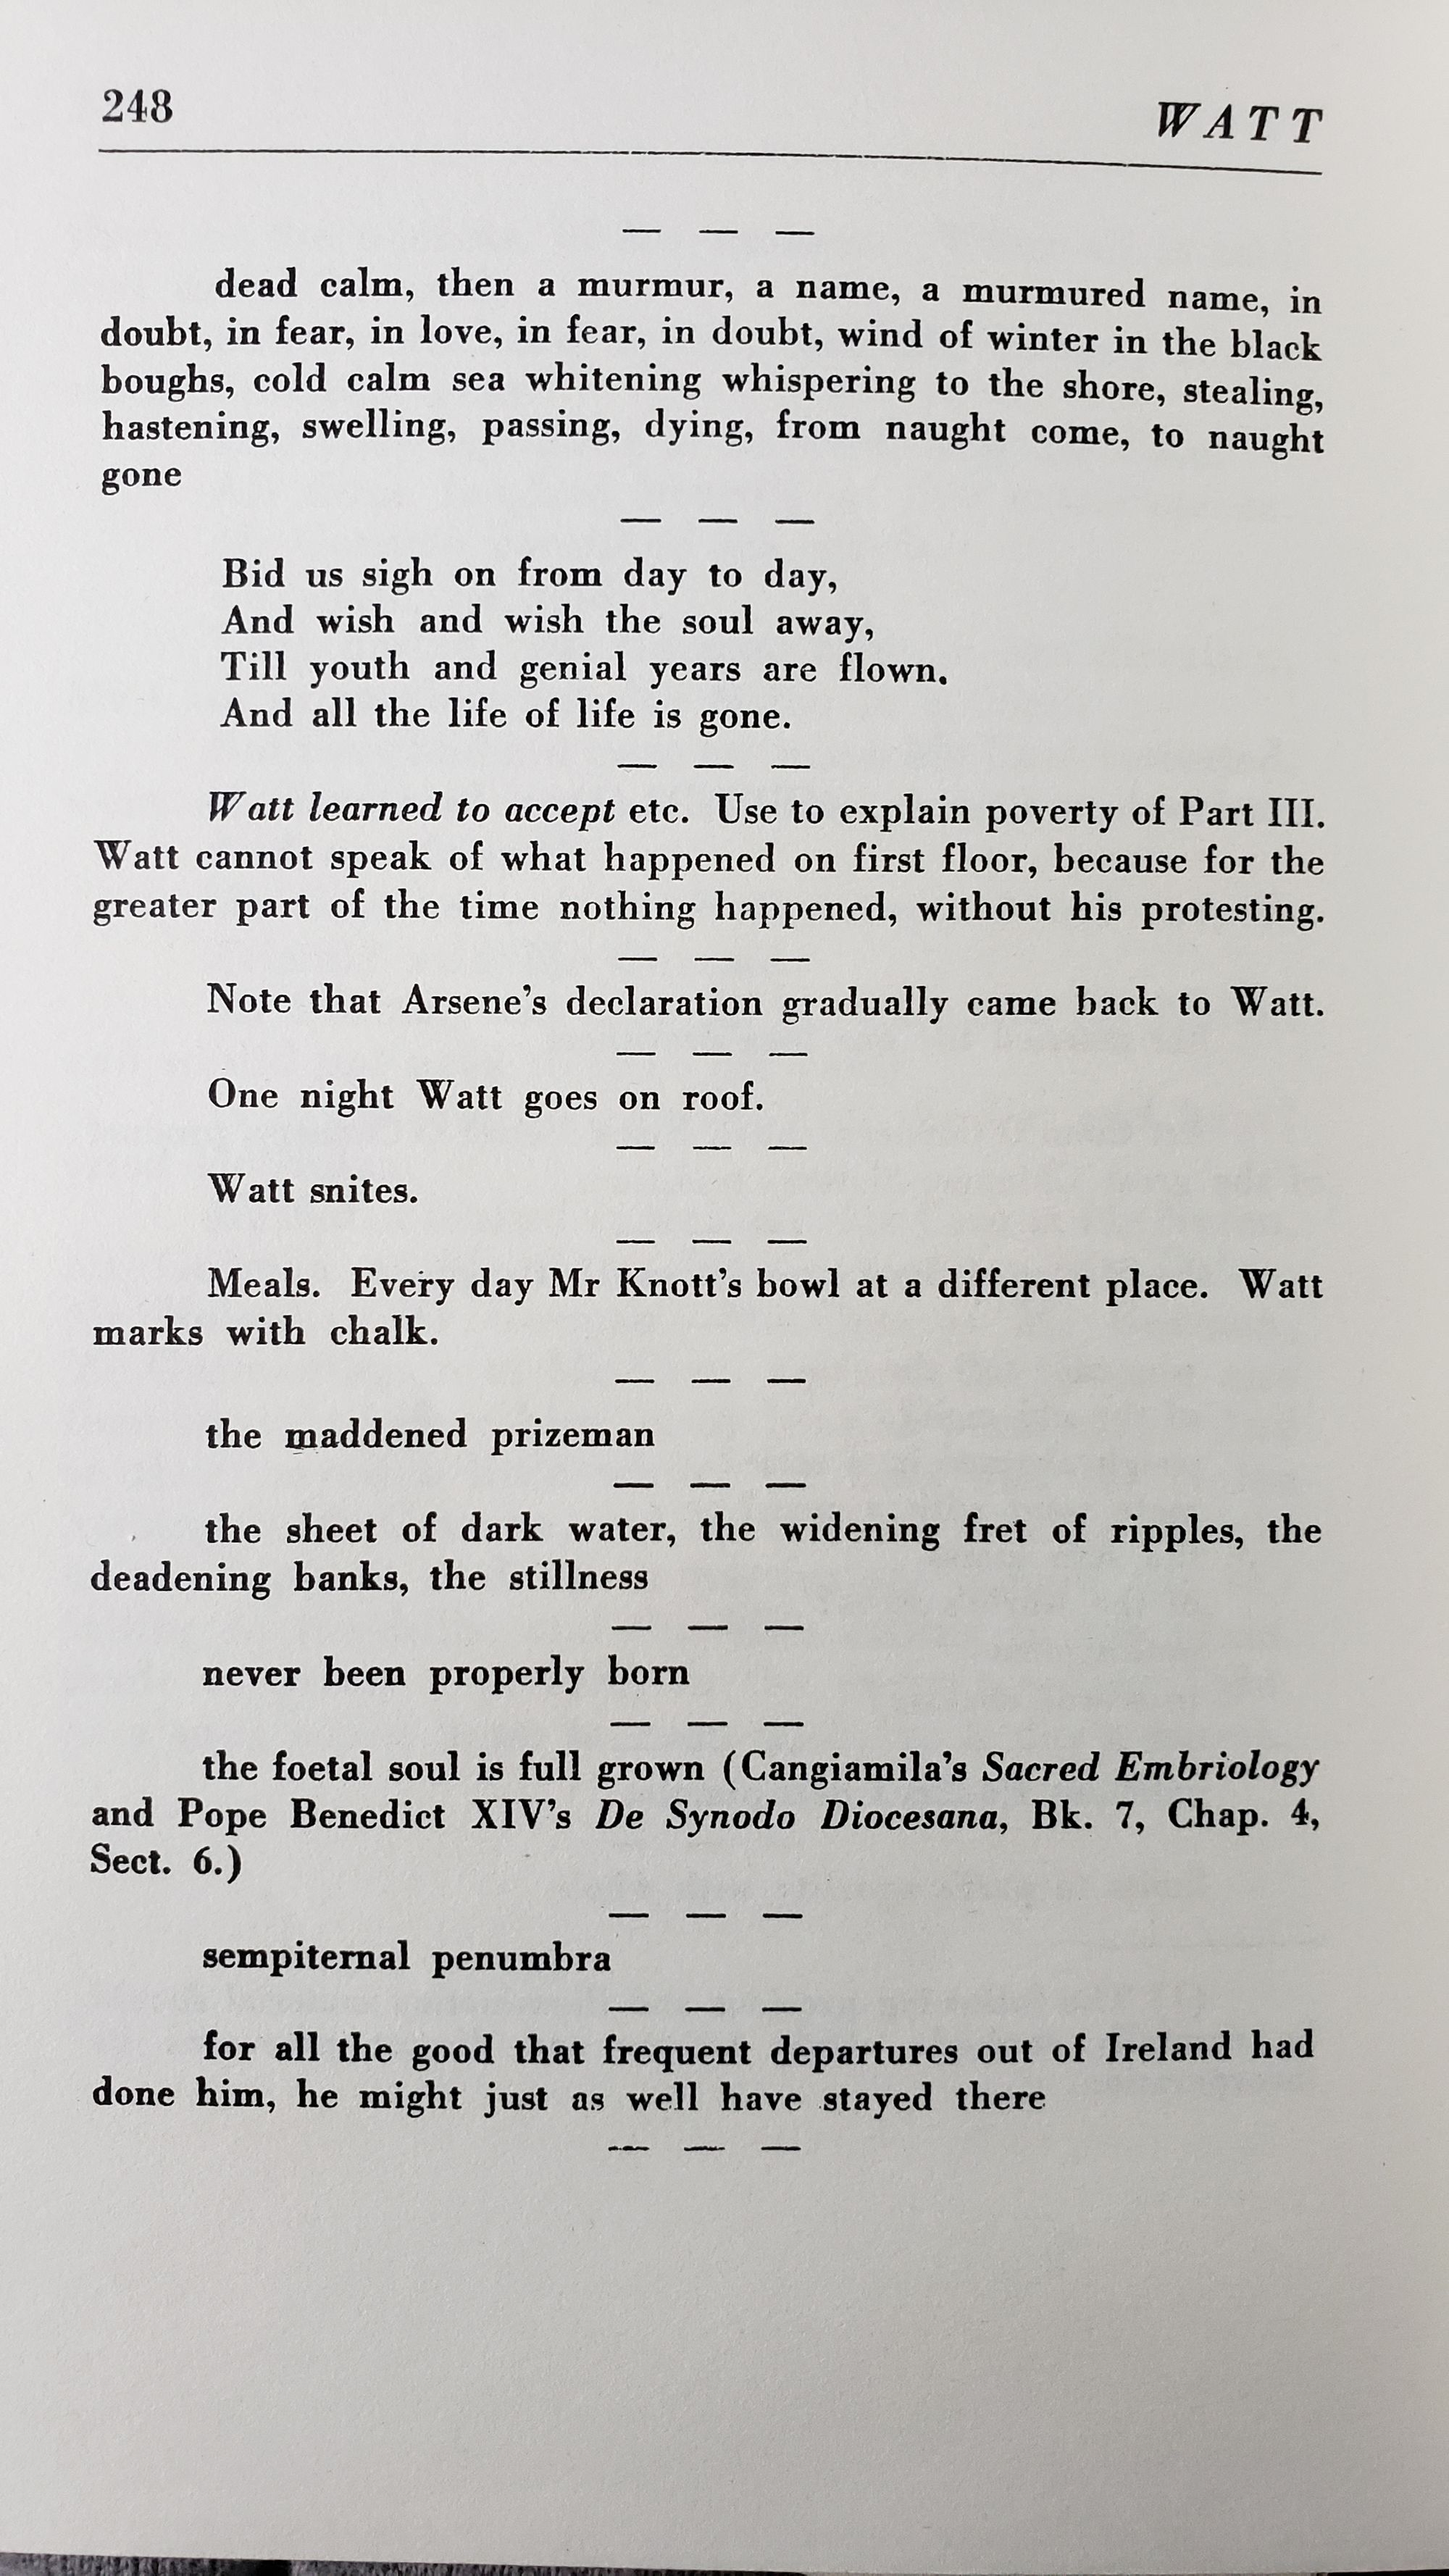 248 WATT
— — —
dead calm, then a murmur, a name, a murmured name, in
doubt, in fear, in love, in fear, in doubt, wind of winter in the black
boughs, cold calm sea whitening whispering to the shore, stealing,
hastening, swelling, passing, dying, from naught come, to naught
gone
— — —
Bid us sigh on from day to day,
And wish and wish the soul away,
Till youth and genial years are flown.
And all the life of life is gone.
— — —
Watt learned to accept etc. Use to explain poverty of Part III.
Watt cannot speak of what happened on first floor, because for the
greater part of the time nothing happened, without his protesting.
— — —
Note that Arsene's declaration gradually came back to Watt.
— — —
One night Watt goes on roof.
— — —
Watt snites.
— — —
Meals. Every day Mr Knott's bowl at a different place. Watt
marks with chalk.
— — —
the maddened prizeman
— — —
the sheet of dark water, the widening fret of ripples, the
deadening banks, the stillness
— — —
never been properly born
— — —
the foetal soul is full grown (Cangiamila's Sacred Embriology
and Pope Benedict XIV's De Synodo Diocesana, Bk. 7, Chap. 4,
Sect. 6.)
— — —
sempiternal penumbra
— — —
for all the good that frequent departures out of Ireland had
done him, he might just as well have stayed there
— — —